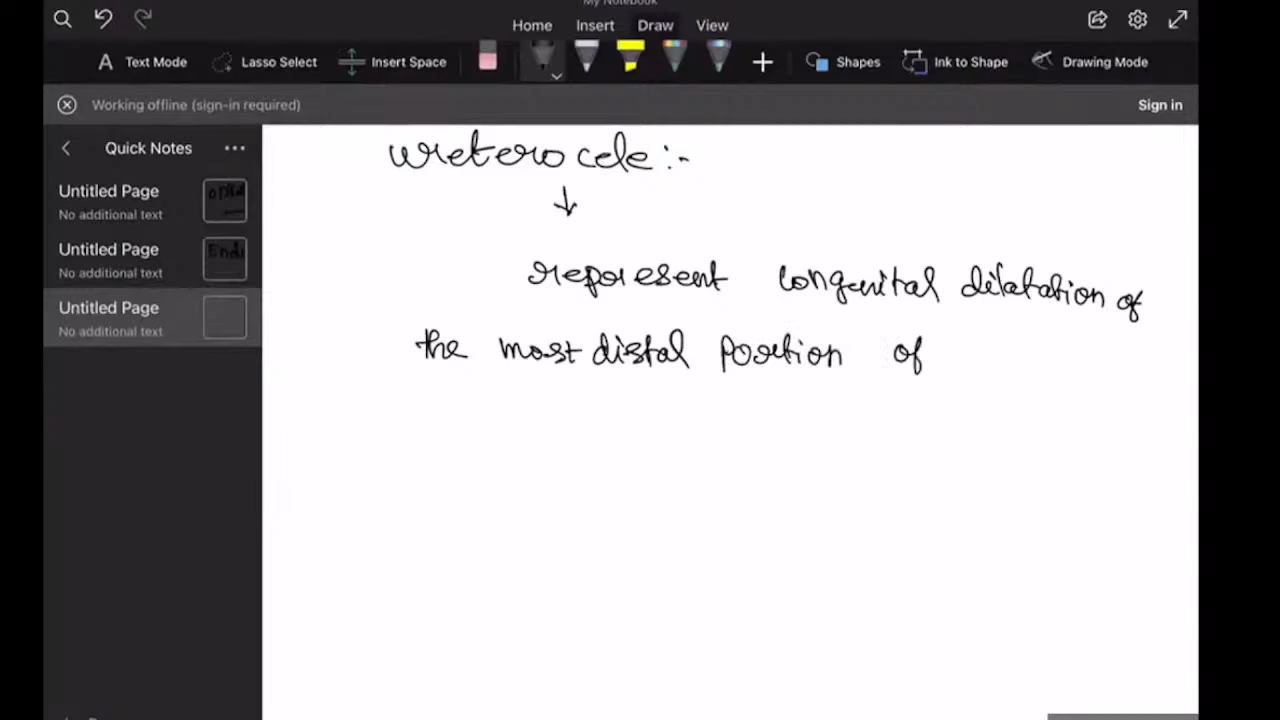 My Notebook
Home Insert Draw View
Text Mode Lasso Select Insert Space Shapes Ink to Shape Drawing Mode
Working offline (sign-in required) Sign in
Quick Notes
Untitled Page
No additional text
Untitled Page
No additional text
Untitled Page
No additional text
ureterocele :-
represent congenital dilatation of
the most distal portion of